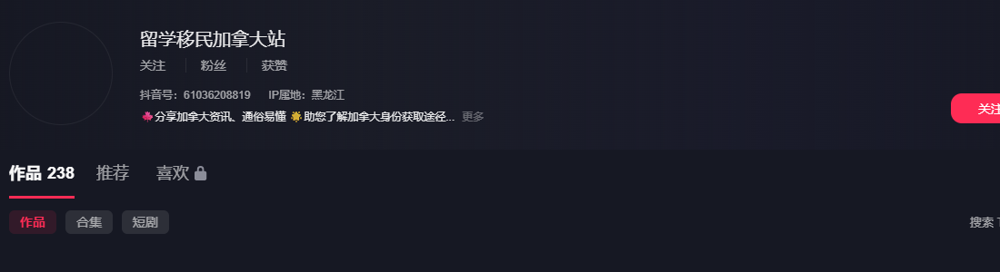 留学移民加拿大站
关注 粉丝 获赞
抖音号：61036208819 IP属地：黑龙江
分享加拿大资讯、通俗易懂 助您了解加拿大身份获取途径... 更多
关注
作品 238 推荐 喜欢
作品 合集 短剧
搜索